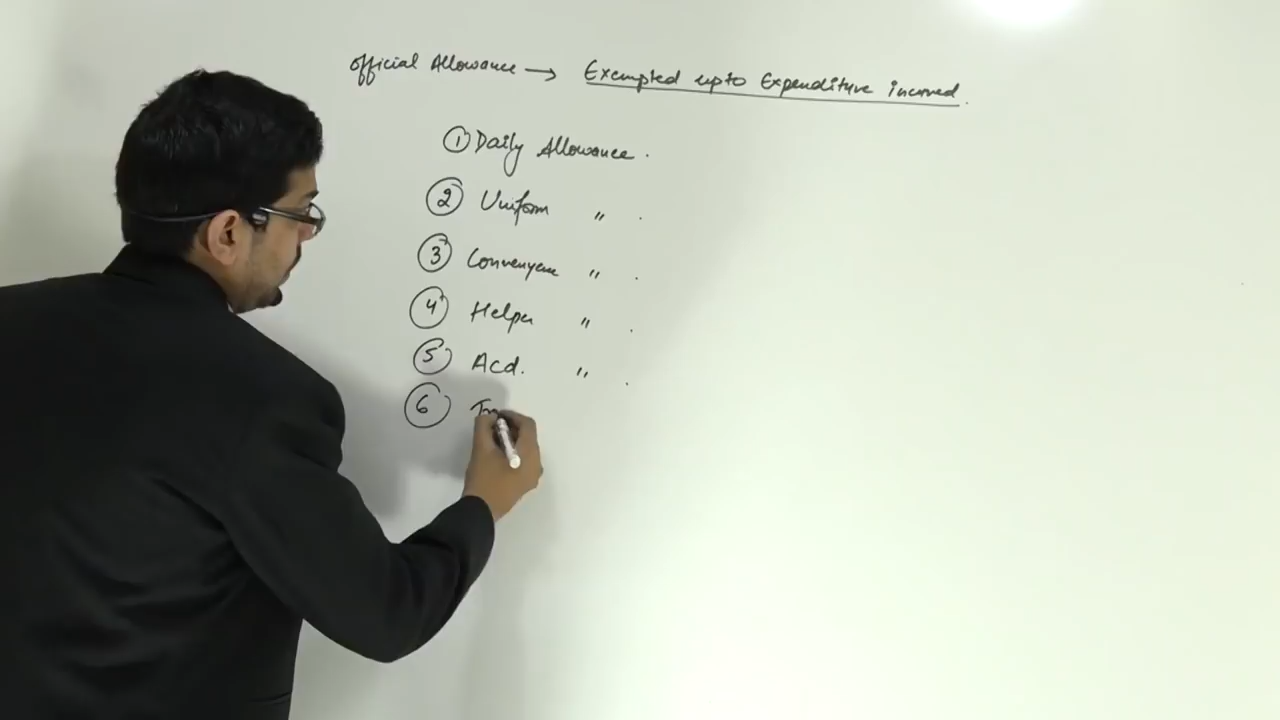 official Allowance → Exempted upto Expenditure incurred.
① Daily Allowance.
② Uniform " .
③ Conveyance " .
④ Helper " .
⑤ Acd. " .
⑥